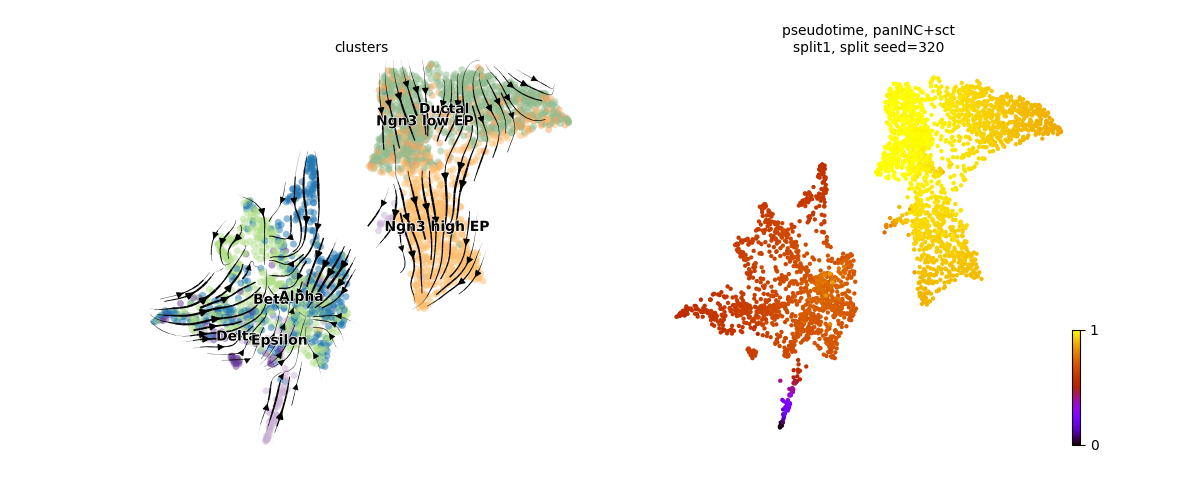 clusters
Ductal
Ngn3 low EP
Ngn3 high EP
Beta
Alpha
Delta
Epsilon
pseudotime, panINC+sct
split1, split seed=320
1
0